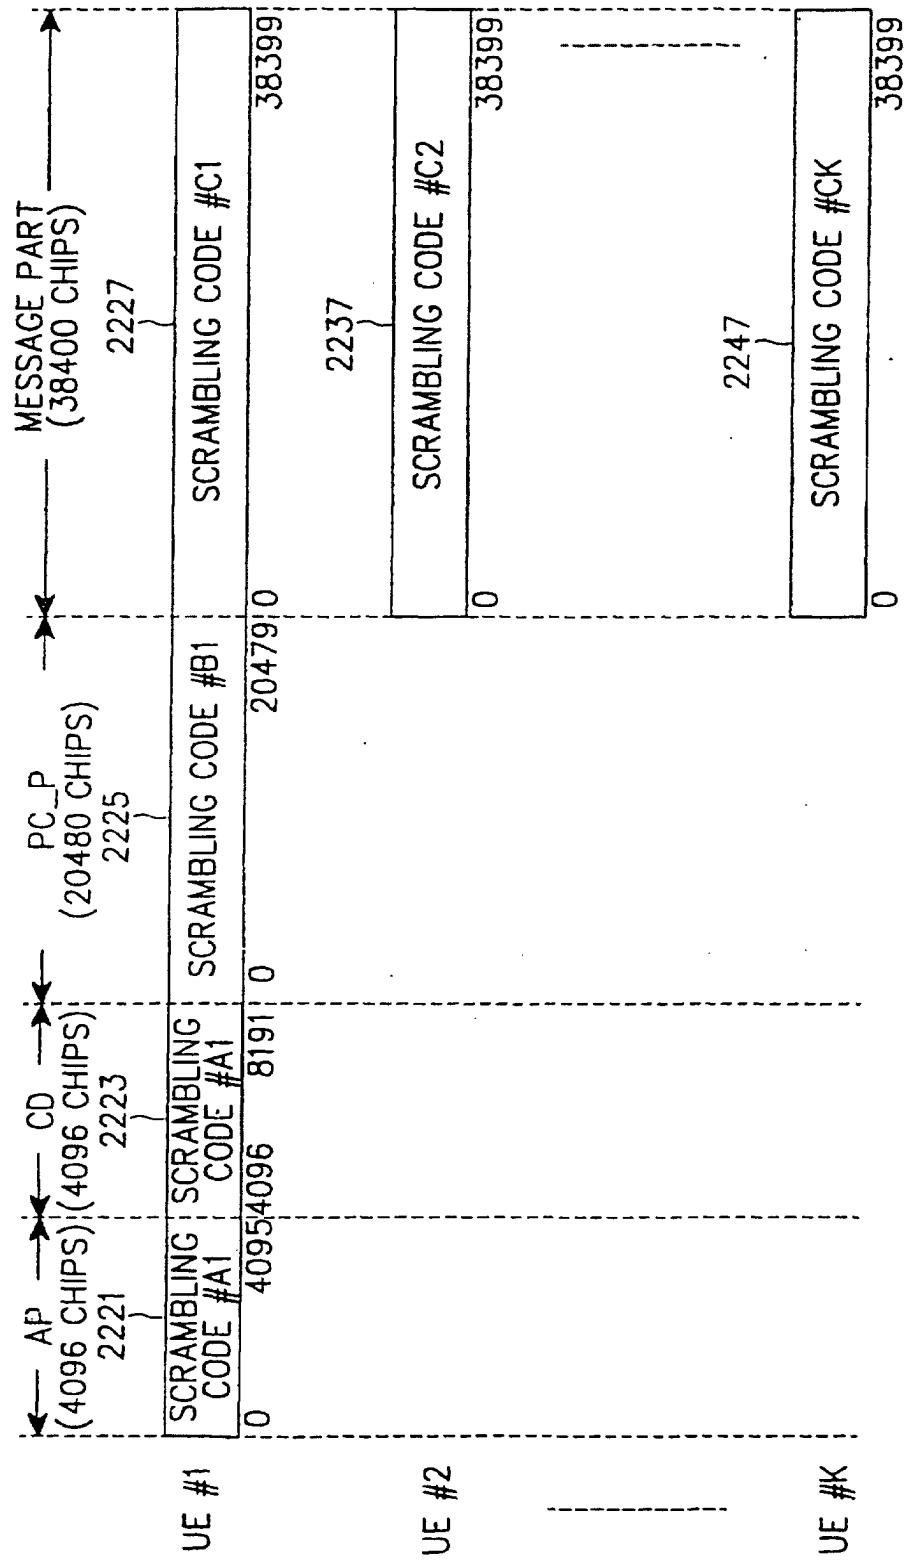 AP
(4096 CHIPS)
2221
CD
(4096 CHIPS)
2223
PC_P
(20480 CHIPS)
2225
MESSAGE PART
(38400 CHIPS)
2227
UE #1
SCRAMBLING
CODE #A1
SCRAMBLING
CODE #A1
SCRAMBLING CODE #B1
SCRAMBLING CODE #C1
0
4095
4096
8191
0
20479
0
38399
2237
UE #2
SCRAMBLING CODE #C2
0
38399
2247
UE #K
SCRAMBLING CODE #CK
0
38399